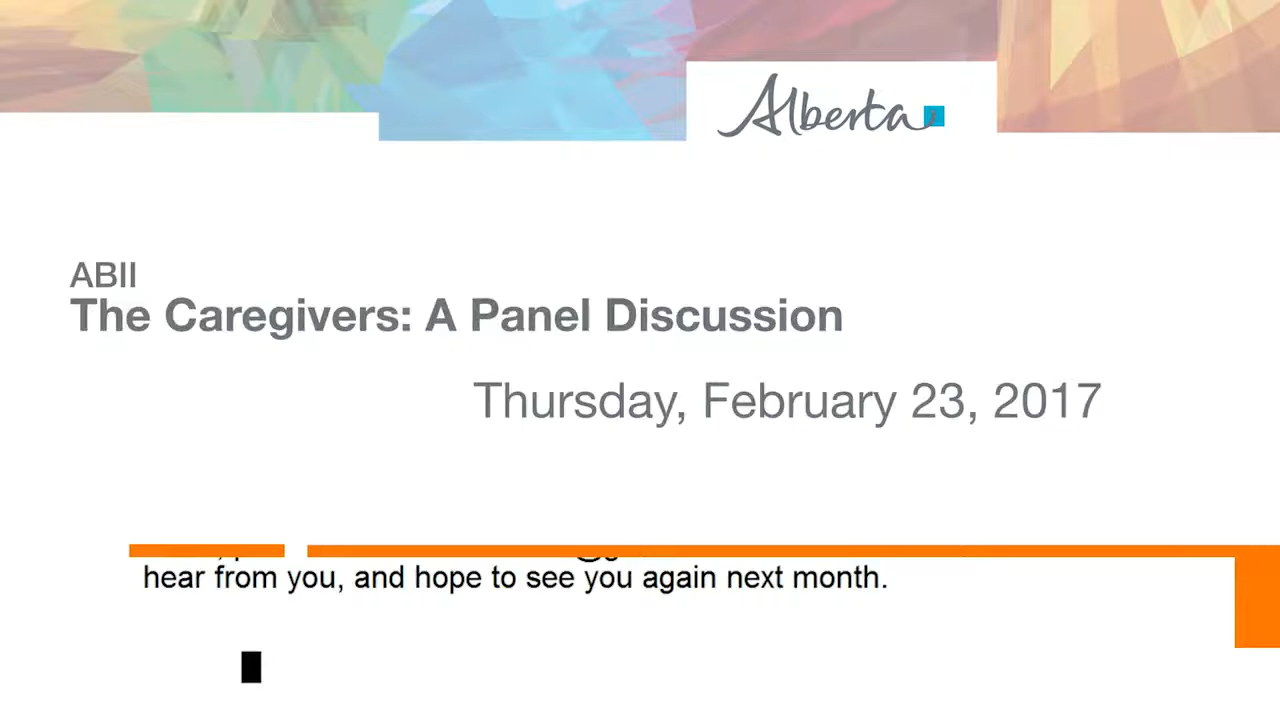 Alberta
ABII
The Caregivers: A Panel Discussion
Thursday, February 23, 2017
hear from you, and hope to see you again next month.